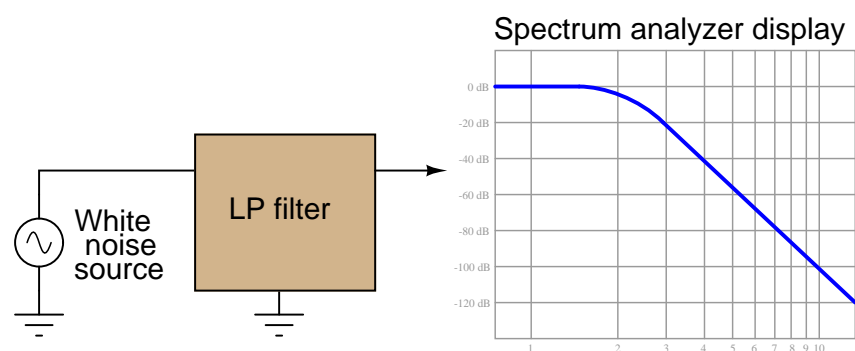 Spectrum analyzer display
0 dB
-20 dB
-40 dB
-60 dB
-80 dB
-100 dB
-120 dB
1 2 3 4 5 6 7 8 9 10
LP filter
White
noise
source